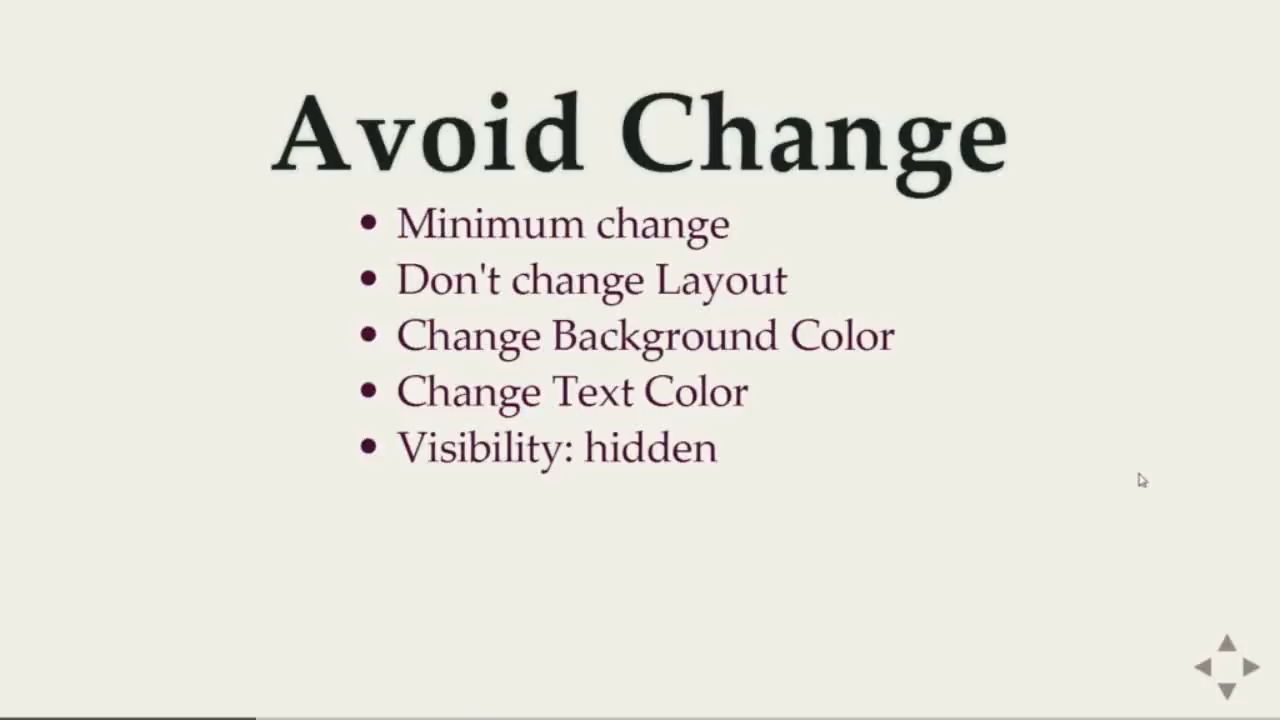 Avoid Change
Minimum change
Don't change Layout
Change Background Color
Change Text Color
Visibility: hidden